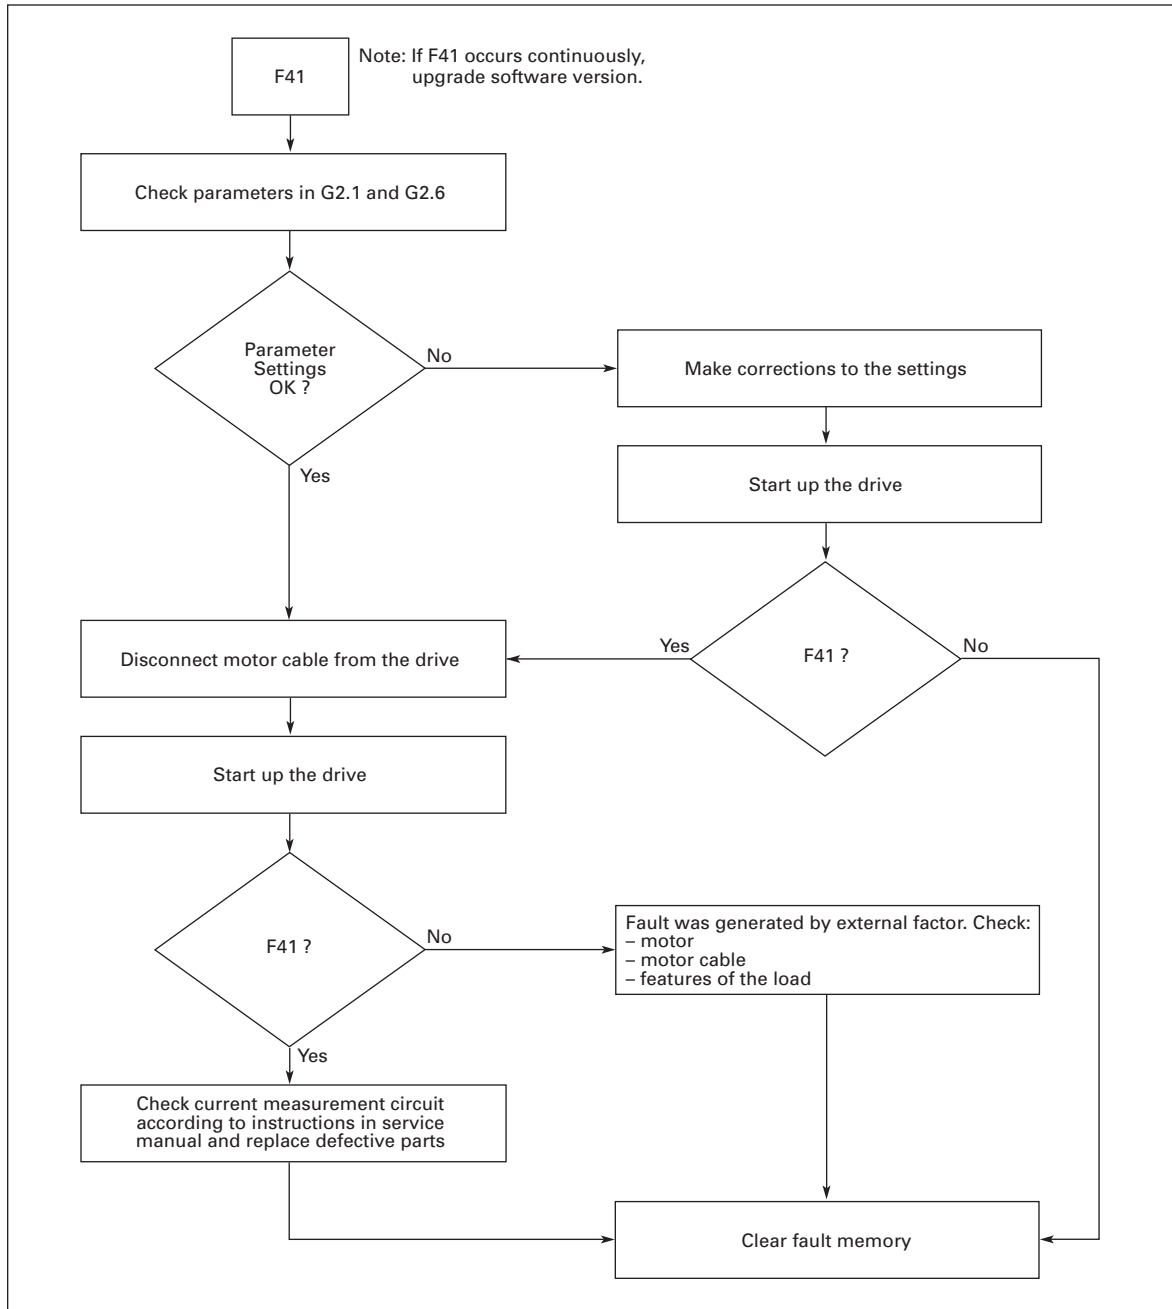 F41
Note: If F41 occurs continuously,
upgrade software version.
Check parameters in G2.1 and G2.6
Parameter
Settings
OK ?
No
Yes
Make corrections to the settings
Start up the drive
F41 ?
Yes
No
Disconnect motor cable from the drive
Start up the drive
F41 ?
No
Yes
Fault was generated by external factor. Check:
– motor
– motor cable
– features of the load
Check current measurement circuit
according to instructions in service
manual and replace defective parts
Clear fault memory